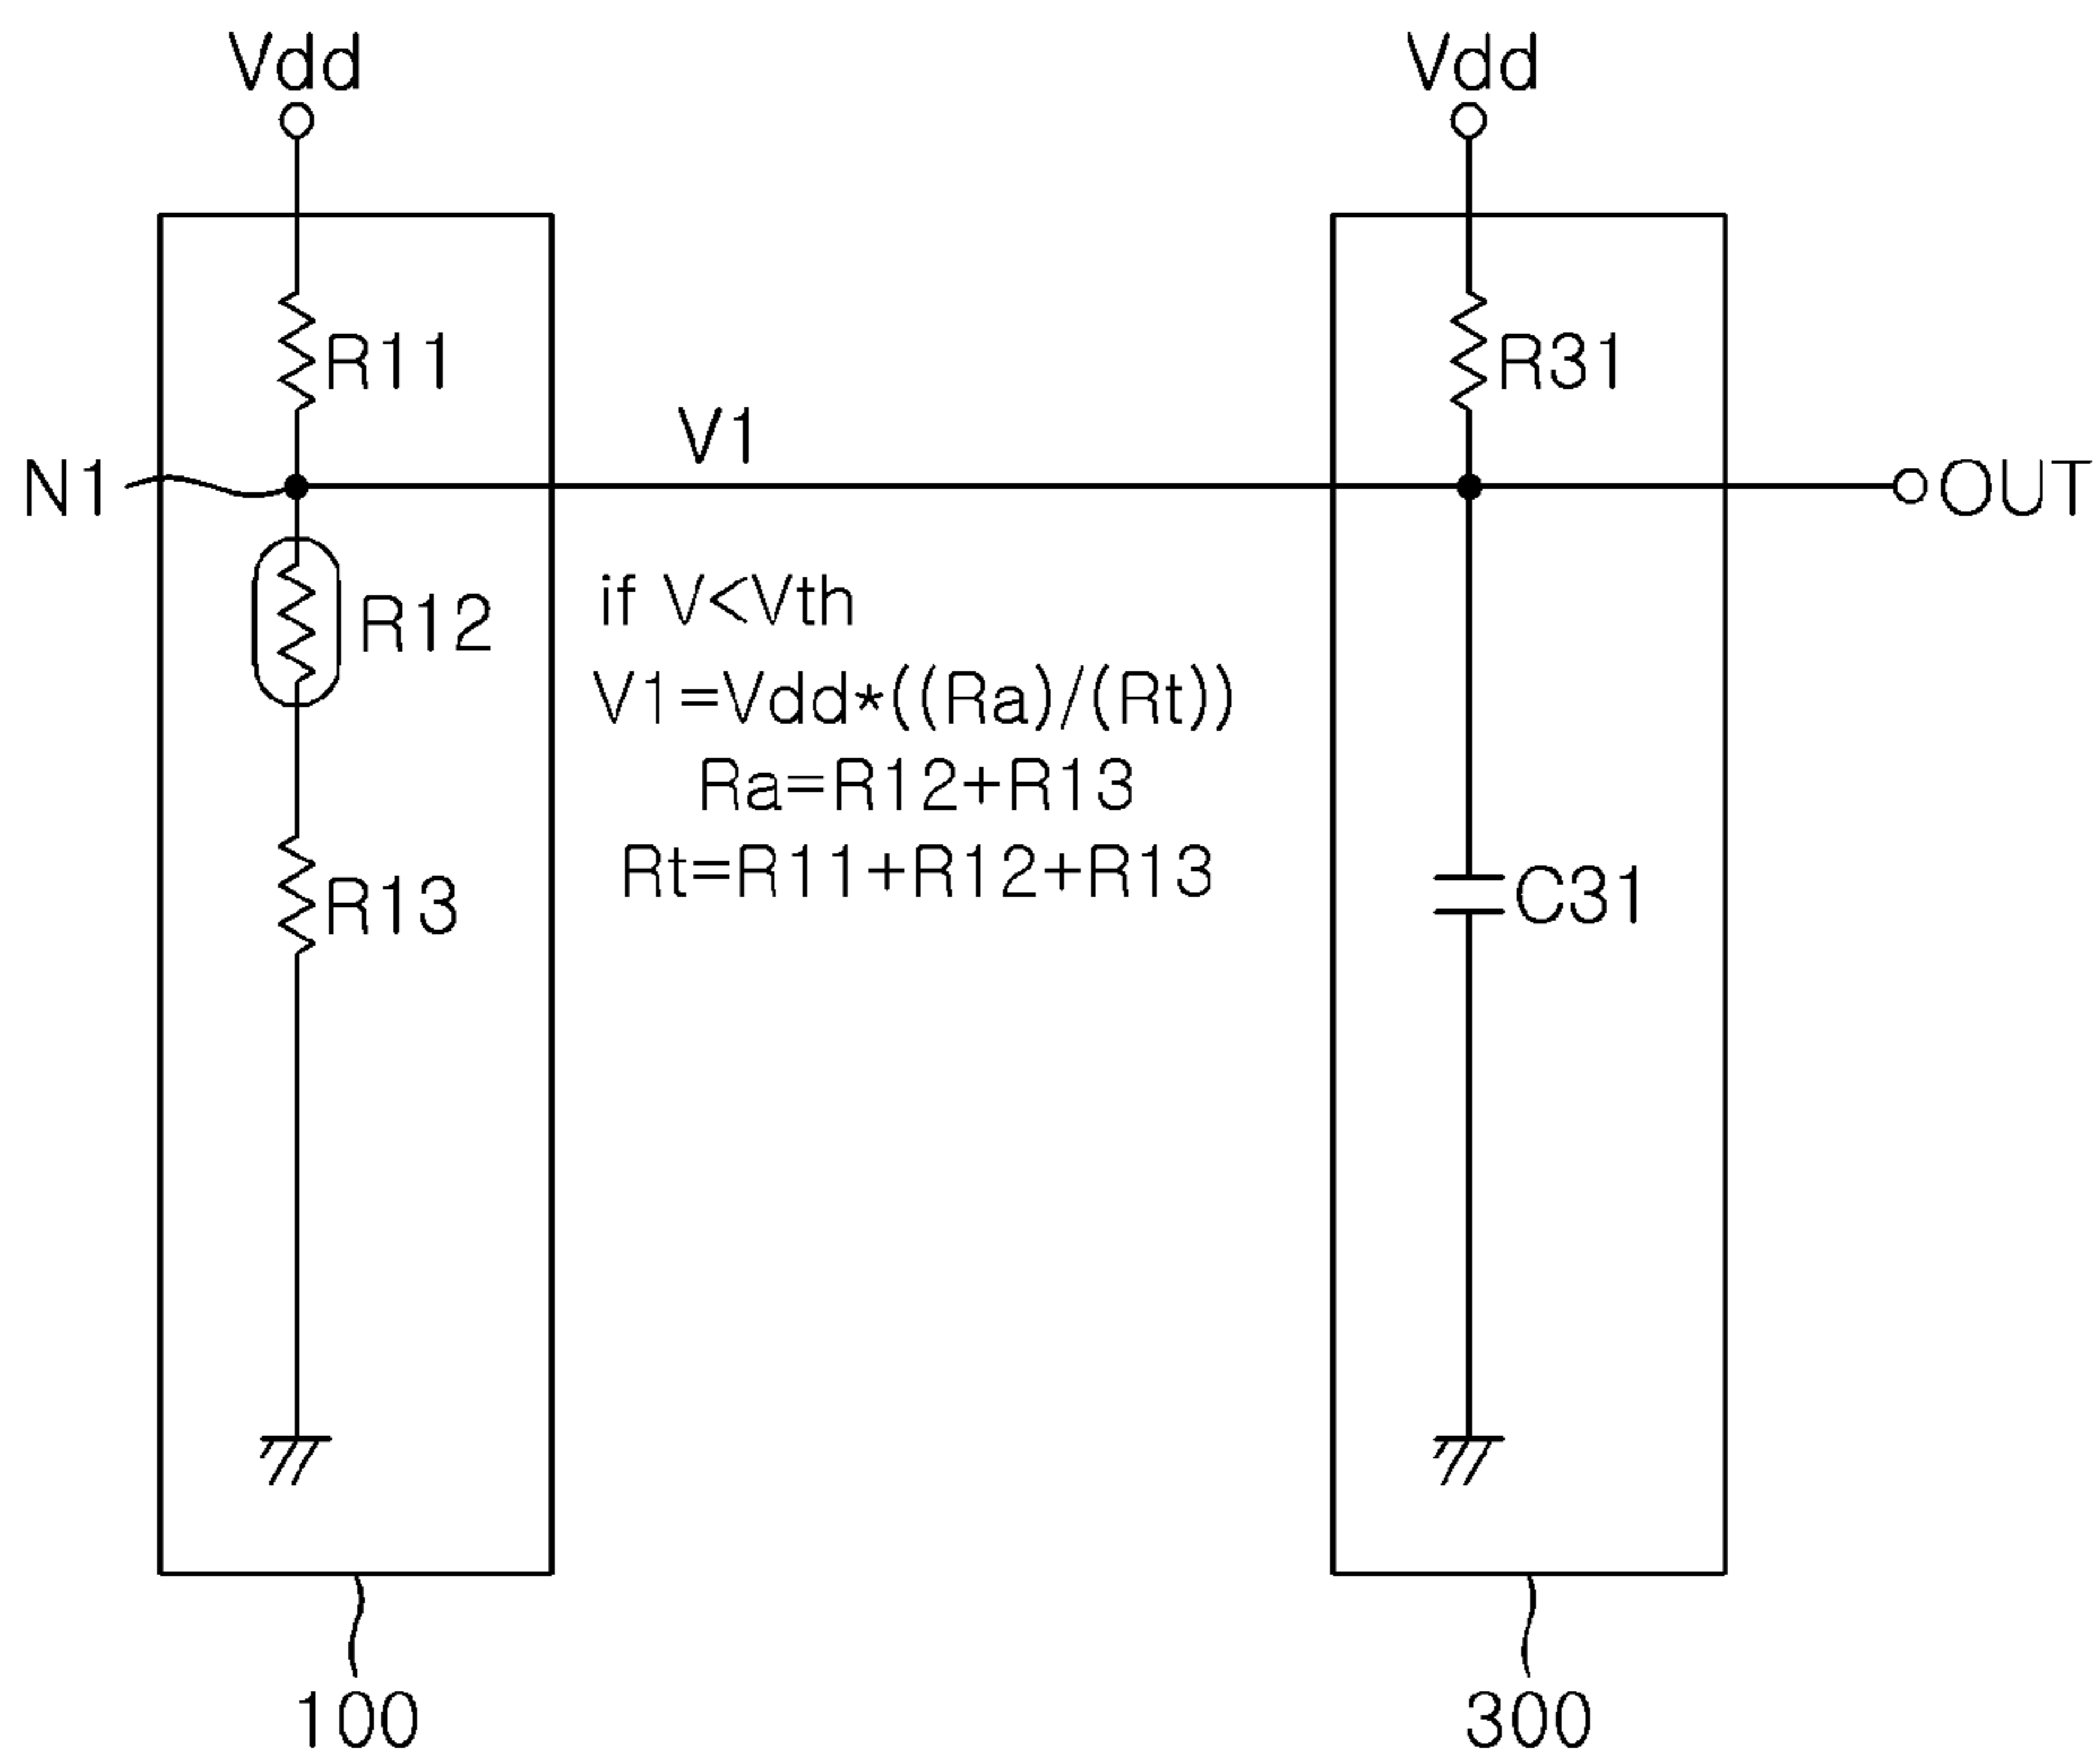 Vdd
Vdd
R11
R31
V1
N1
OUT
R12
if V<Vth
V1=Vdd*((Ra)/(Rt))
Ra=R12+R13
Rt=R11+R12+R13
R13
C31
100
300